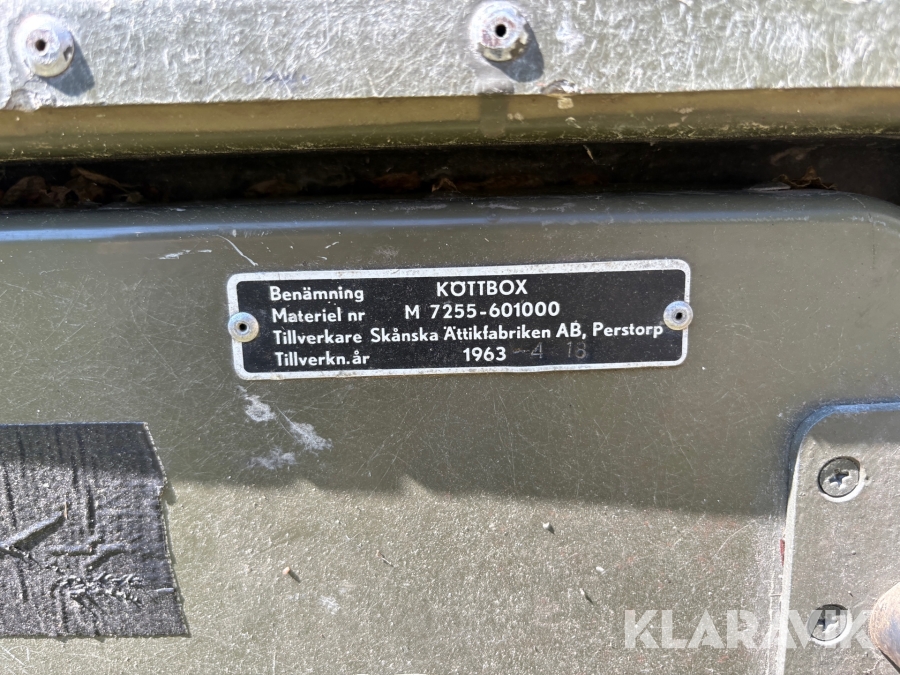 Benämning KÖTTBOX
Materiel nr M 7255-601000
Tillverkare Skånska Ättikfabriken AB, Perstorp
Tillverkn.år 1963 -4 18
KLARAVIK